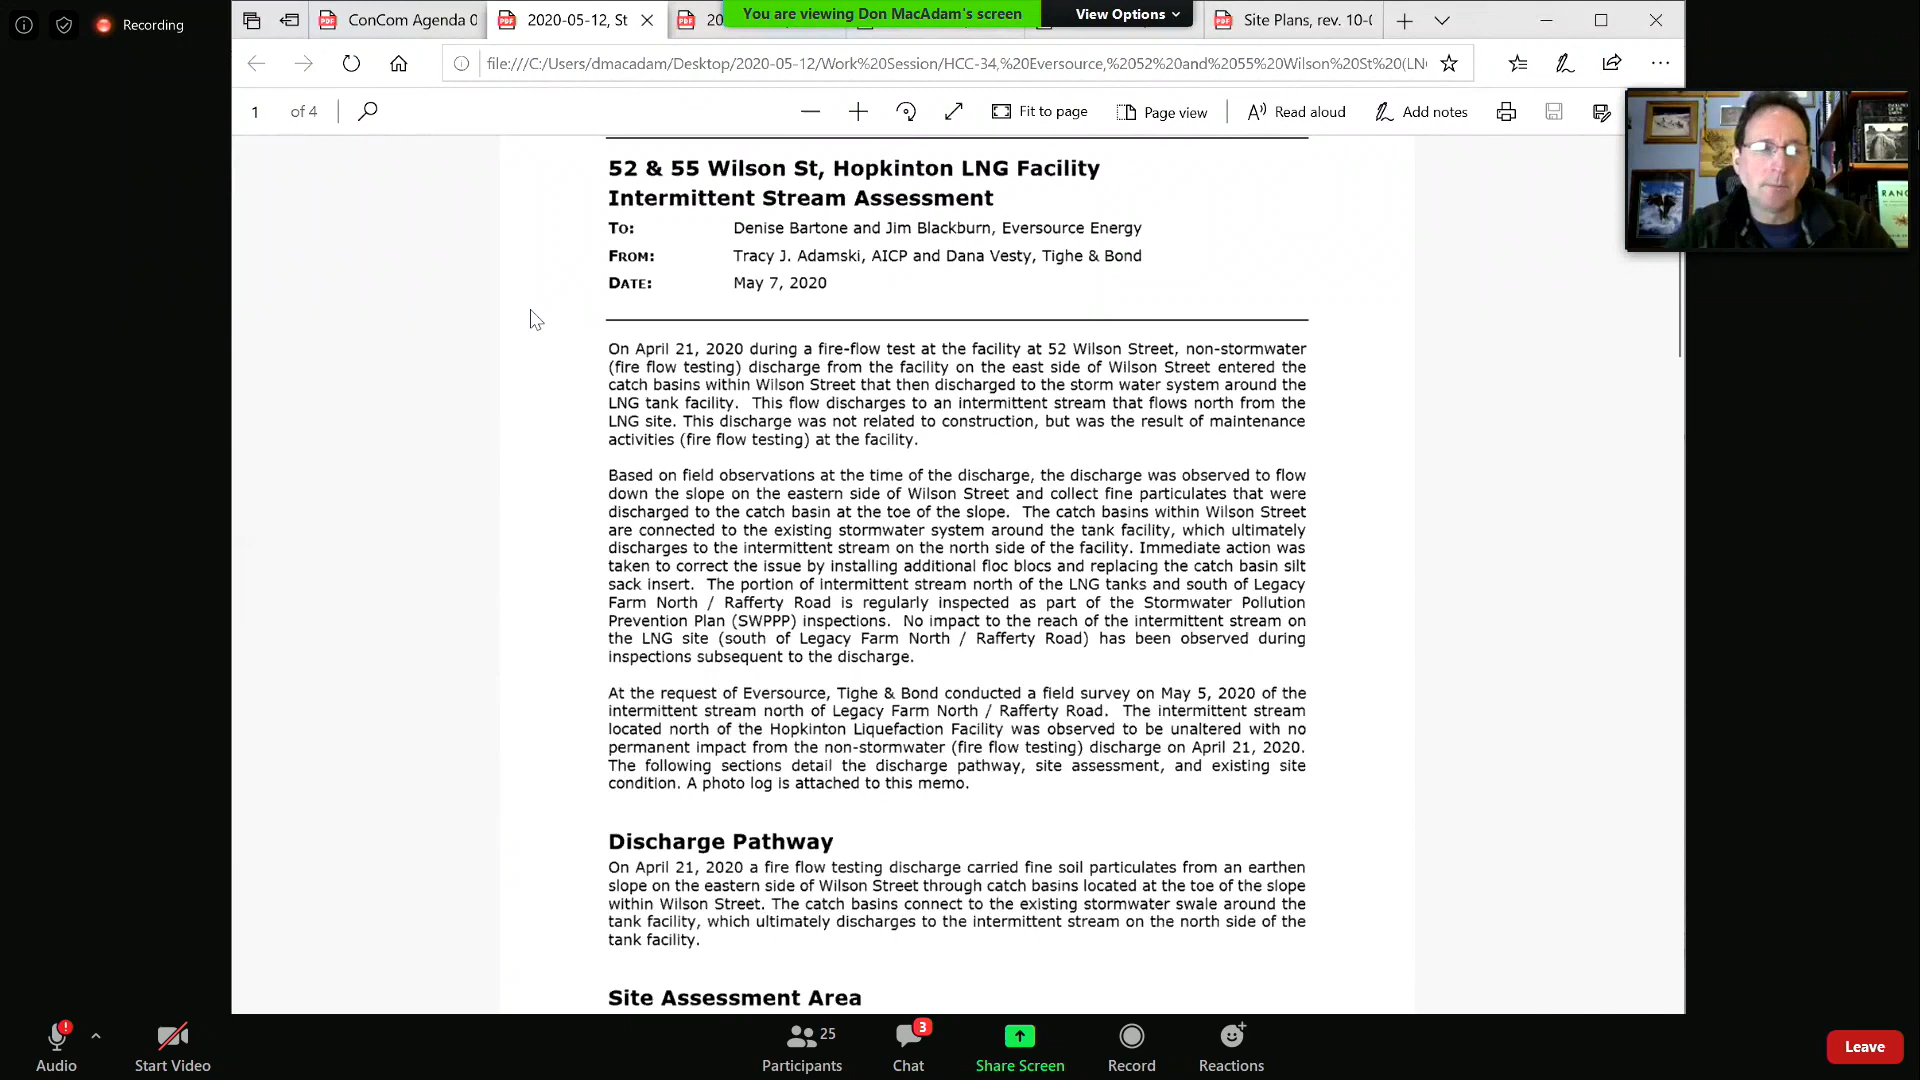 Recording
ConCom Agenda 0
2020-05-12, St
20
You are viewing Don MacAdam's screen
View Options
Site Plans, rev. 10-0
file:///C:/Users/dmacadam/Desktop/2020-05-12/Work%20Session/HCC-34,%20Eversource,%2052%20and%2055%20Wilson%20St%20(LN
1 of 4
Fit to page
Page view
Read aloud
Add notes
52 & 55 Wilson St, Hopkinton LNG Facility
Intermittent Stream Assessment
TO: Denise Bartone and Jim Blackburn, Eversource Energy
FROM: Tracy J. Adamski, AICP and Dana Vesty, Tighe & Bond
DATE: May 7, 2020
On April 21, 2020 during a fire-flow test at the facility at 52 Wilson Street, non-stormwater
(fire flow testing) discharge from the facility on the east side of Wilson Street entered the
catch basins within Wilson Street that then discharged to the storm water system around the
LNG tank facility. This flow discharges to an intermittent stream that flows north from the
LNG site. This discharge was not related to construction, but was the result of maintenance
activities (fire flow testing) at the facility.
Based on field observations at the time of the discharge, the discharge was observed to flow
down the slope on the eastern side of Wilson Street and collect fine particulates that were
discharged to the catch basin at the toe of the slope. The catch basins within Wilson Street
are connected to the existing stormwater system around the tank facility, which ultimately
discharges to the intermittent stream on the north side of the facility. Immediate action was
taken to correct the issue by installing additional floc blocs and replacing the catch basin silt
sack insert. The portion of intermittent stream north of the LNG tanks and south of Legacy
Farm North / Rafferty Road is regularly inspected as part of the Stormwater Pollution
Prevention Plan (SWPPP) inspections. No impact to the reach of the intermittent stream on
the LNG site (south of Legacy Farm North / Rafferty Road) has been observed during
inspections subsequent to the discharge.
At the request of Eversource, Tighe & Bond conducted a field survey on May 5, 2020 of the
intermittent stream north of Legacy Farm North / Rafferty Road. The intermittent stream
located north of the Hopkinton Liquefaction Facility was observed to be unaltered with no
permanent impact from the non-stormwater (fire flow testing) discharge on April 21, 2020.
The following sections detail the discharge pathway, site assessment, and existing site
condition. A photo log is attached to this memo.
Discharge Pathway
On April 21, 2020 a fire flow testing discharge carried fine soil particulates from an earthen
slope on the eastern side of Wilson Street through catch basins located at the toe of the slope
within Wilson Street. The catch basins connect to the existing stormwater swale around the
tank facility, which ultimately discharges to the intermittent stream on the north side of the
tank facility.
Site Assessment Area
RANG
Audio
Start Video
Participants
25
Chat
3
Share Screen
Record
Reactions
Leave